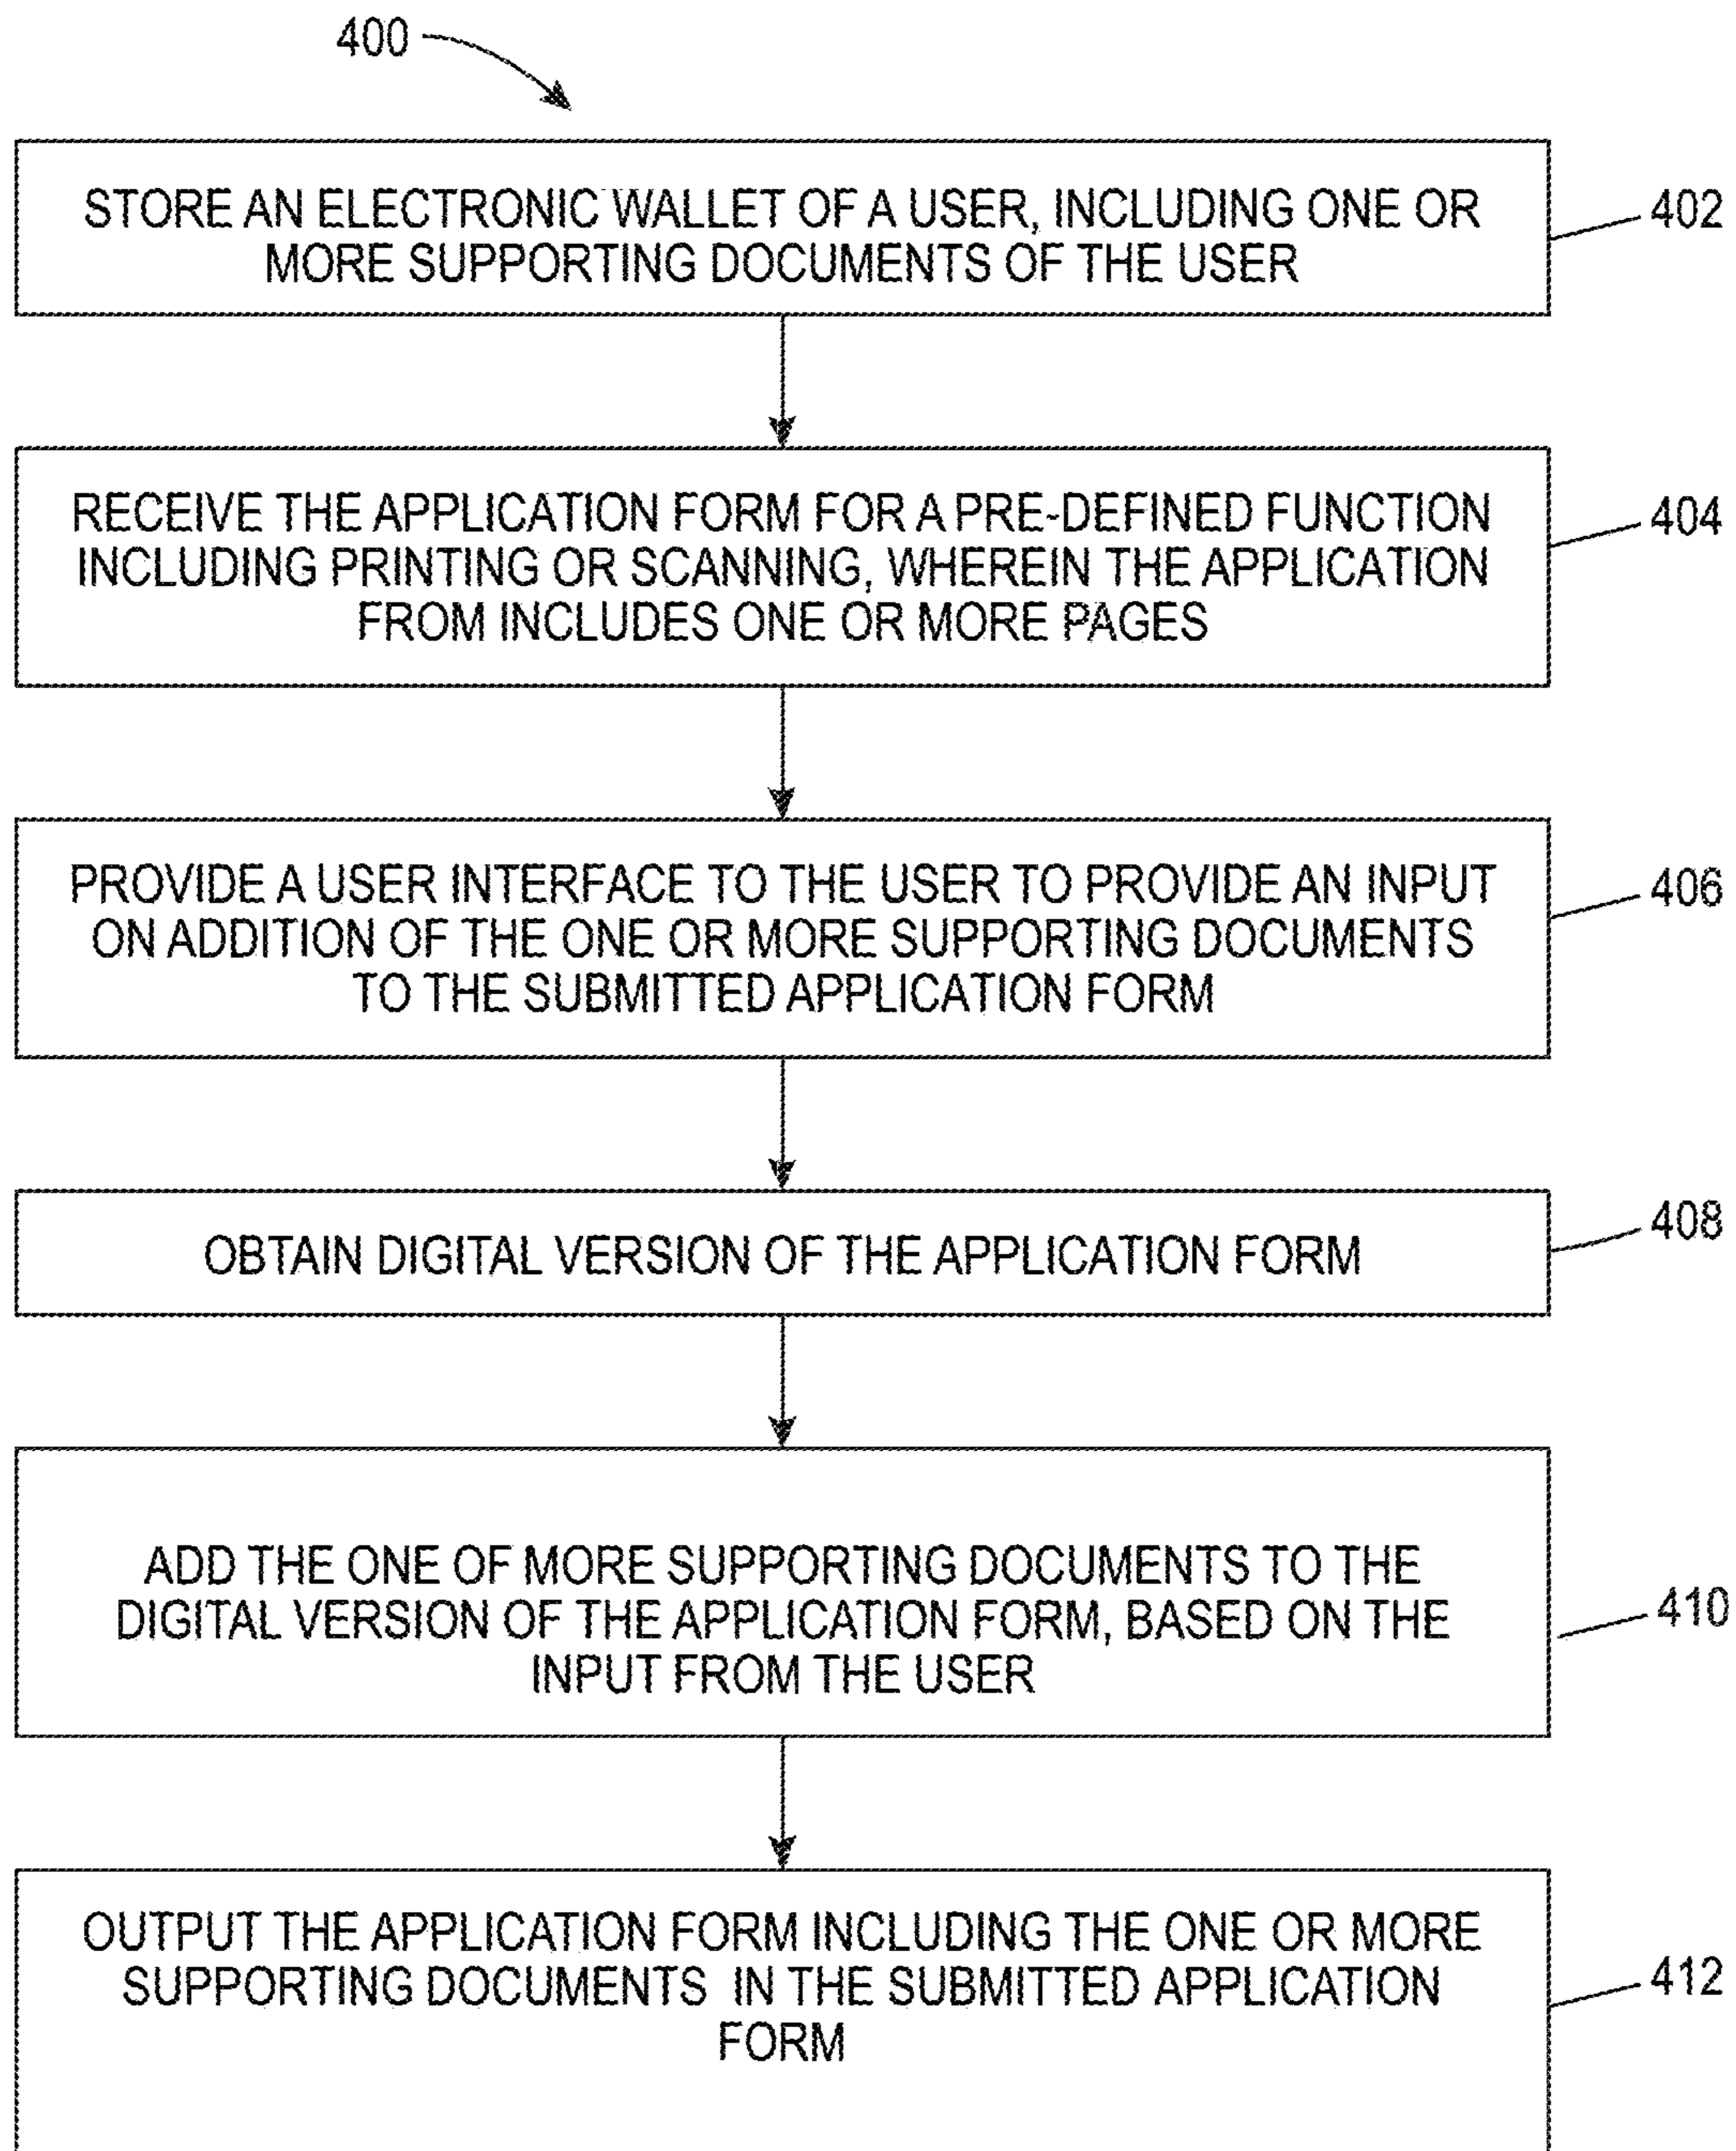 400
STORE AN ELECTRONIC WALLET OF A USER, INCLUDING ONE OR
MORE SUPPORTING DOCUMENTS OF THE USER
402
RECEIVE THE APPLICATION FORM FOR A PRE-DEFINED FUNCTION
INCLUDING PRINTING OR SCANNING, WHEREIN THE APPLICATION
FROM INCLUDES ONE OR MORE PAGES
404
PROVIDE A USER INTERFACE TO THE USER TO PROVIDE AN INPUT
ON ADDITION OF THE ONE OR MORE SUPPORTING DOCUMENTS
TO THE SUBMITTED APPLICATION FORM
406
OBTAIN DIGITAL VERSION OF THE APPLICATION FORM
408
ADD THE ONE OF MORE SUPPORTING DOCUMENTS TO THE
DIGITAL VERSION OF THE APPLICATION FORM, BASED ON THE
INPUT FROM THE USER
410
OUTPUT THE APPLICATION FORM INCLUDING THE ONE OR MORE
SUPPORTING DOCUMENTS IN THE SUBMITTED APPLICATION
FORM
412